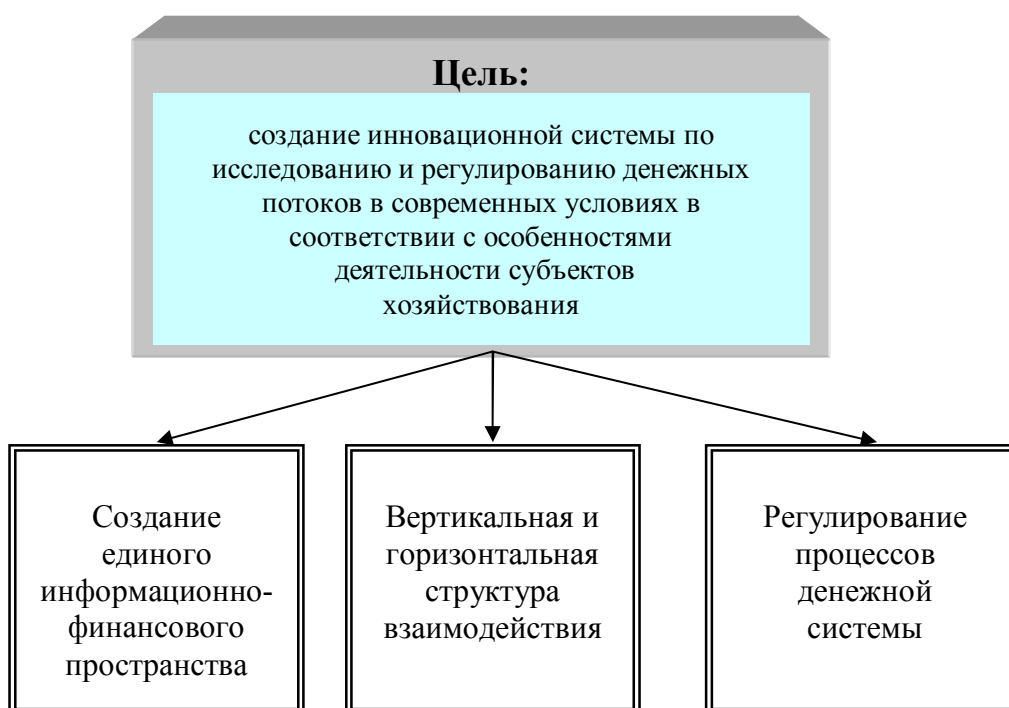 Цель:
создание инновационной системы по
исследованию и регулированию денежных
потоков в современных условиях в
соответствии с особенностями
деятельности субъектов
хозяйствования
Создание
единого
информационно-
финансового
пространства
Вертикальная и
горизонтальная
структура
взаимодействия
Регулирование
процессов
денежной
системы